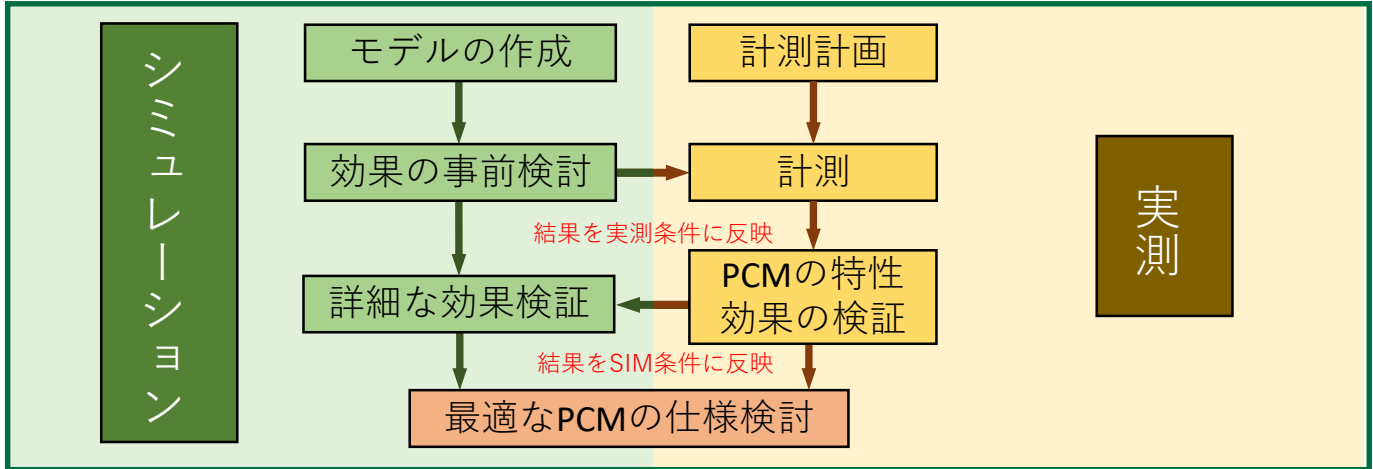 シミュレーション
モデルの作成
計測計画
効果の事前検討
計測
結果を実測条件に反映
詳細な効果検証
PCMの特性
効果の検証
結果をSIM条件に反映
最適なPCMの仕様検討
実測